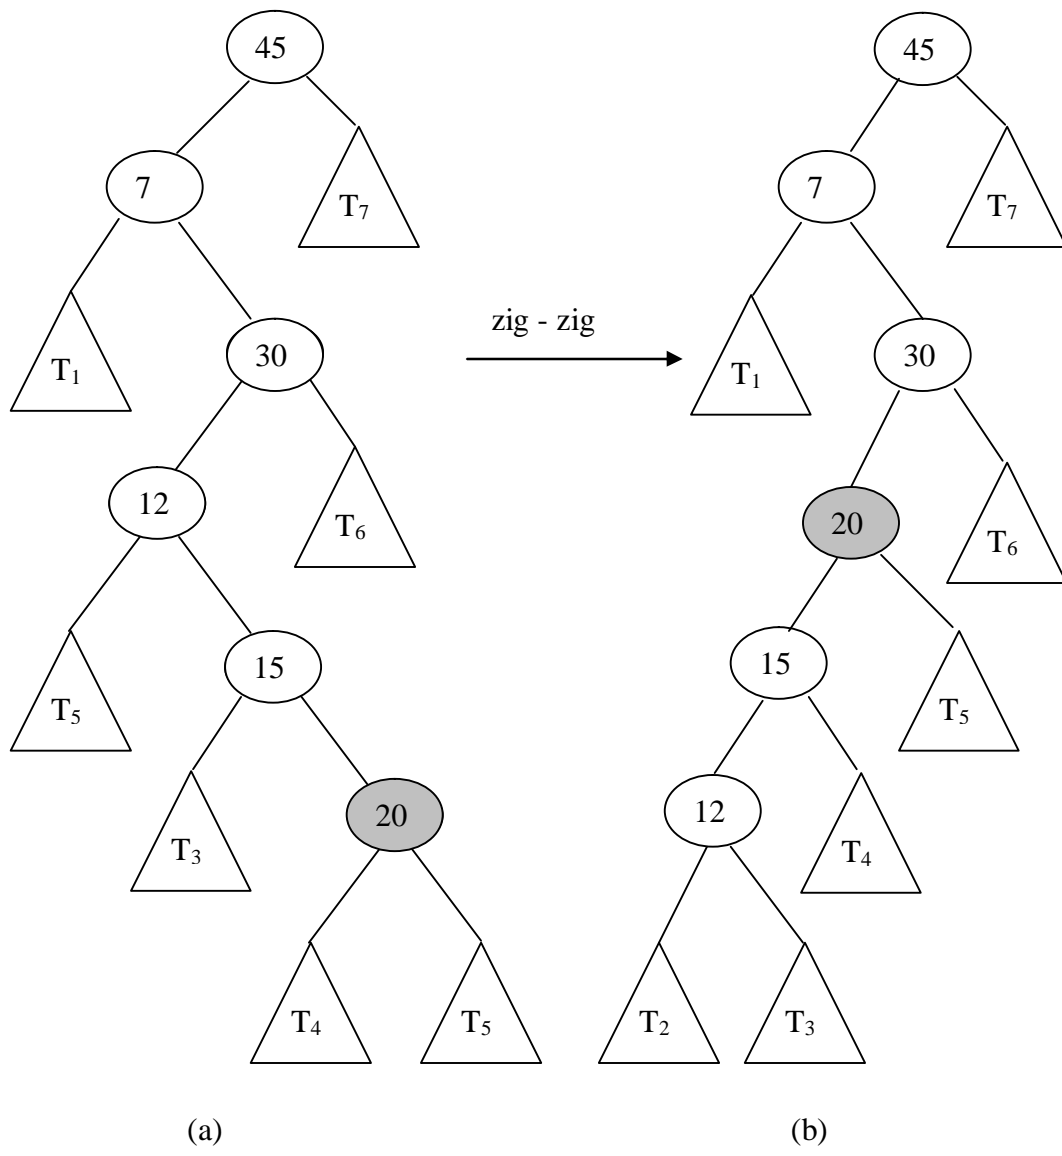 45 45
7 T₇ 7 T₇
zig - zig
30 30
T₁ T₁
12 20
T₆ T₆
15 15
T₅ T₅
20 12
T₃ T₄
T₄ T₅ T₂ T₃
(a) (b)